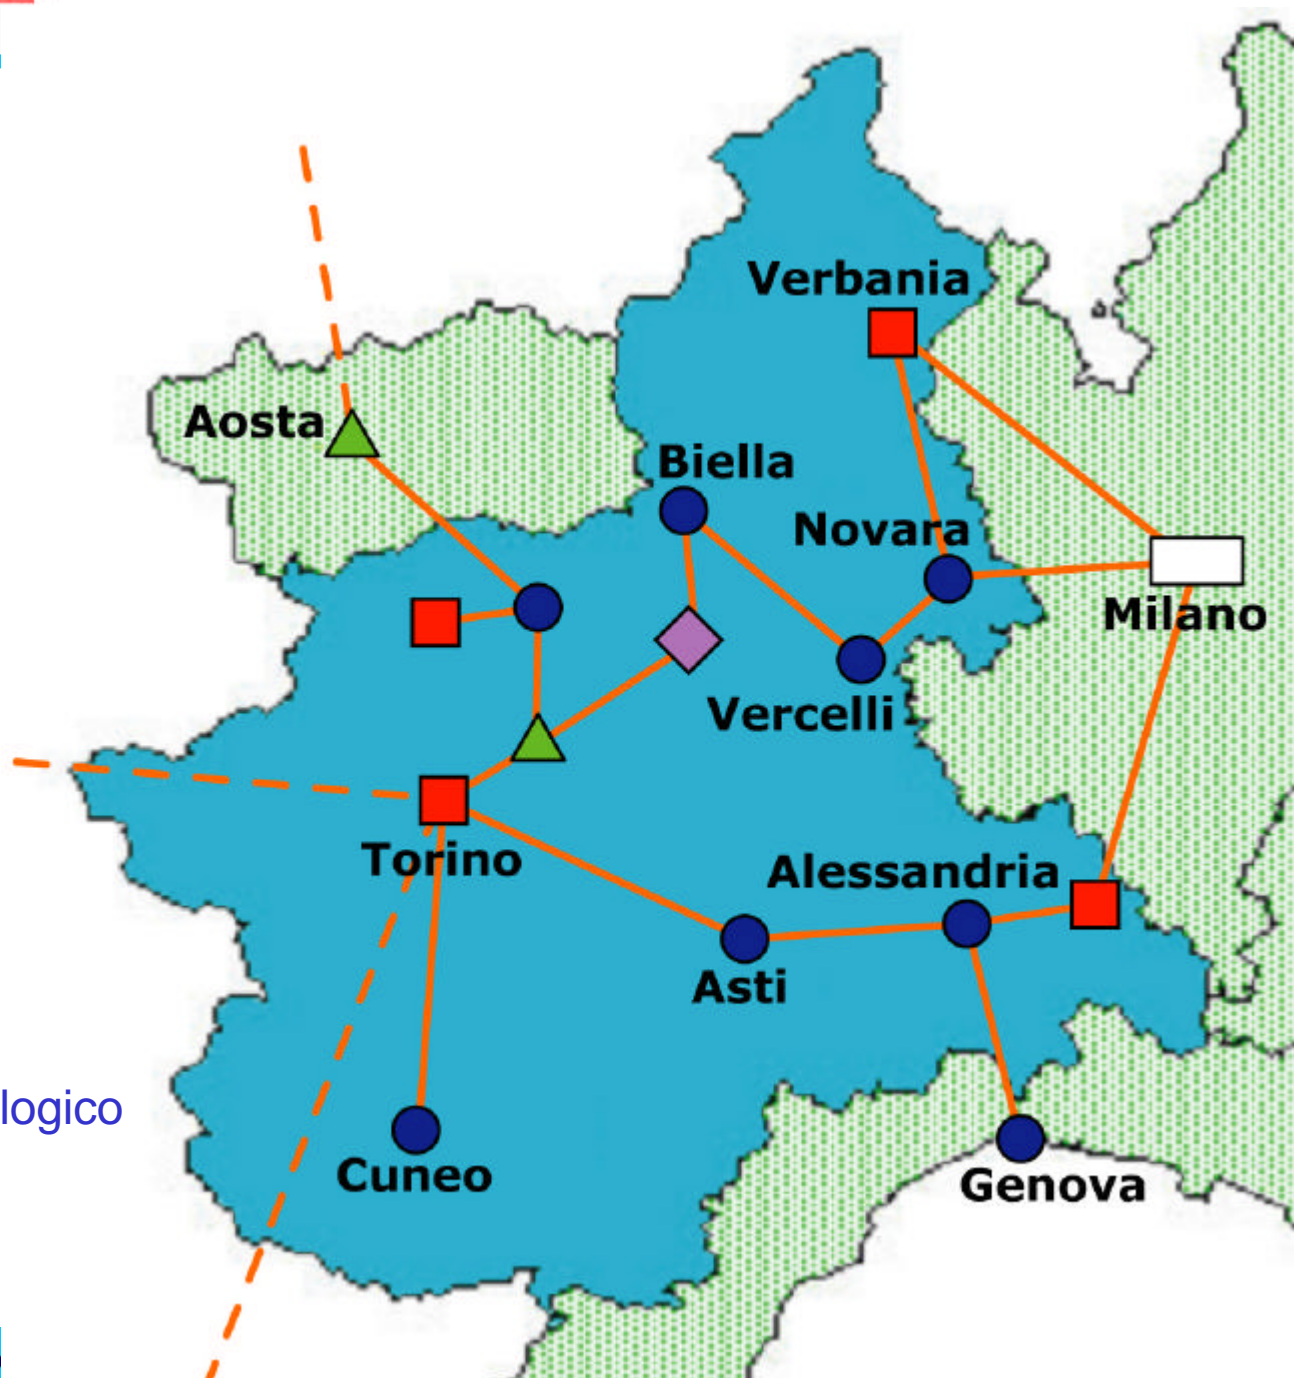 Verbania
Aosta
Biella
Novara
Milano
Vercelli
Torino
Alessandria
Asti
logico
Cuneo
Genova